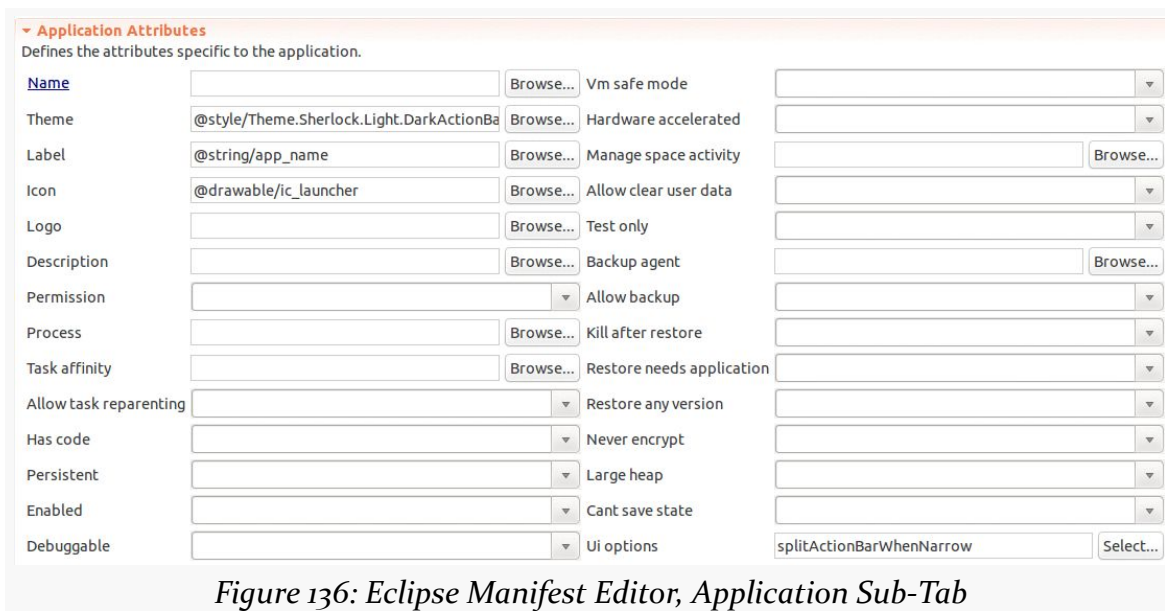 Application Attributes
Defines the attributes specific to the application.
Name Browse... Vm safe mode
Theme @style/Theme.Sherlock.Light.DarkActionBa Browse... Hardware accelerated
Label @string/app_name Browse... Manage space activity Browse...
Icon @drawable/ic_launcher Browse... Allow clear user data
Logo Browse... Test only
Description Browse... Backup agent Browse...
Permission Allow backup
Process Browse... Kill after restore
Task affinity Browse... Restore needs application
Allow task reparenting Restore any version
Has code Never encrypt
Persistent Large heap
Enabled Cant save state
Debuggable Ui options splitActionBarWhenNarrow Select...
Figure 136: Eclipse Manifest Editor, Application Sub-Tab